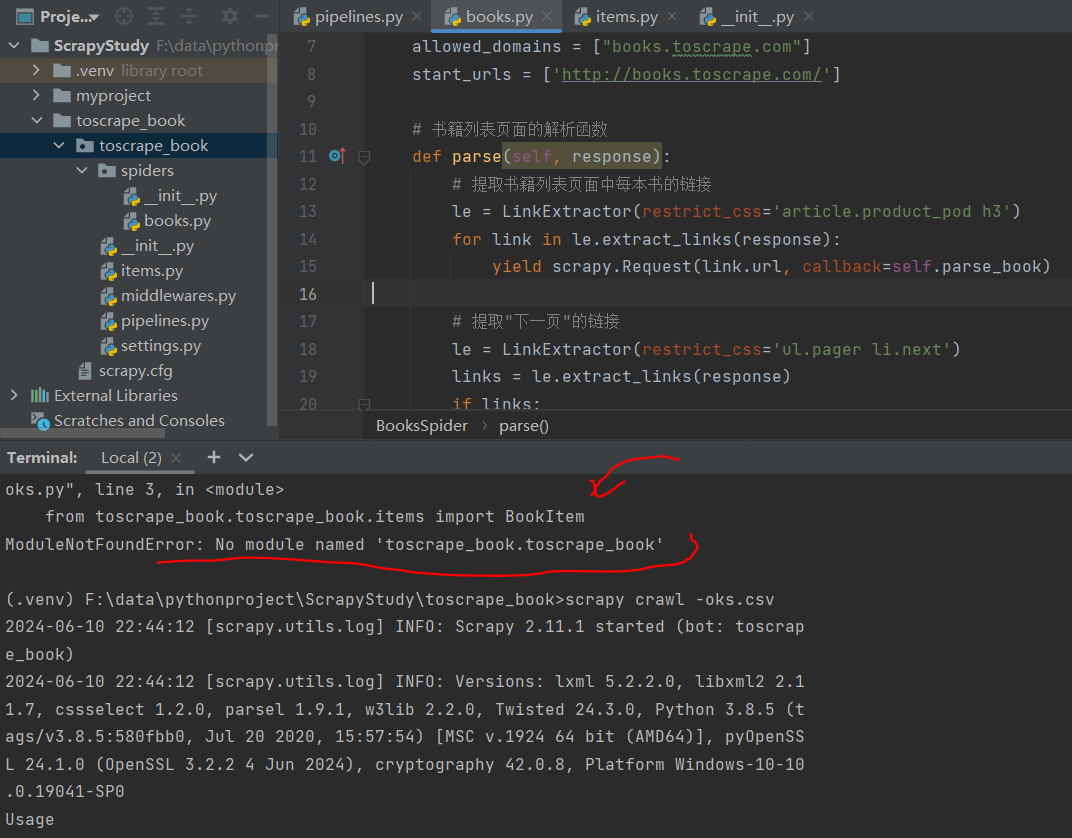 Proje...
pipelines.py
books.py
items.py
__init__.py
ScrapyStudy F:\data\pythonpr
.venv library root
myproject
toscrape_book
toscrape_book
spiders
__init__.py
books.py
__init__.py
items.py
middlewares.py
pipelines.py
settings.py
scrapy.cfg
External Libraries
Scratches and Consoles
7 allowed_domains = ["books.toscrape.com"]
8 start_urls = ['http://books.toscrape.com/']
9
10 # 书籍列表页面的解析函数
11 def parse(self, response):
12 # 提取书籍列表页面中每本书的链接
13 le = LinkExtractor(restrict_css='article.product_pod h3')
14 for link in le.extract_links(response):
15 yield scrapy.Request(link.url, callback=self.parse_book)
16
17 # 提取"下一页"的链接
18 le = LinkExtractor(restrict_css='ul.pager li.next')
19 links = le.extract_links(response)
20 if links:
BooksSpider parse()
Terminal: Local (2)
oks.py", line 3, in <module>
from toscrape_book.toscrape_book.items import BookItem
ModuleNotFoundError: No module named 'toscrape_book.toscrape_book'
(.venv) F:\data\pythonproject\ScrapyStudy\toscrape_book>scrapy crawl -oks.csv
2024-06-10 22:44:12 [scrapy.utils.log] INFO: Scrapy 2.11.1 started (bot: toscrap
e_book)
2024-06-10 22:44:12 [scrapy.utils.log] INFO: Versions: lxml 5.2.2.0, libxml2 2.1
1.7, cssselect 1.2.0, parsel 1.9.1, w3lib 2.2.0, Twisted 24.3.0, Python 3.8.5 (t
ags/v3.8.5:580fbb0, Jul 20 2020, 15:57:54) [MSC v.1924 64 bit (AMD64)], pyOpenSS
L 24.1.0 (OpenSSL 3.2.2 4 Jun 2024), cryptography 42.0.8, Platform Windows-10-10
.0.19041-SP0
Usage